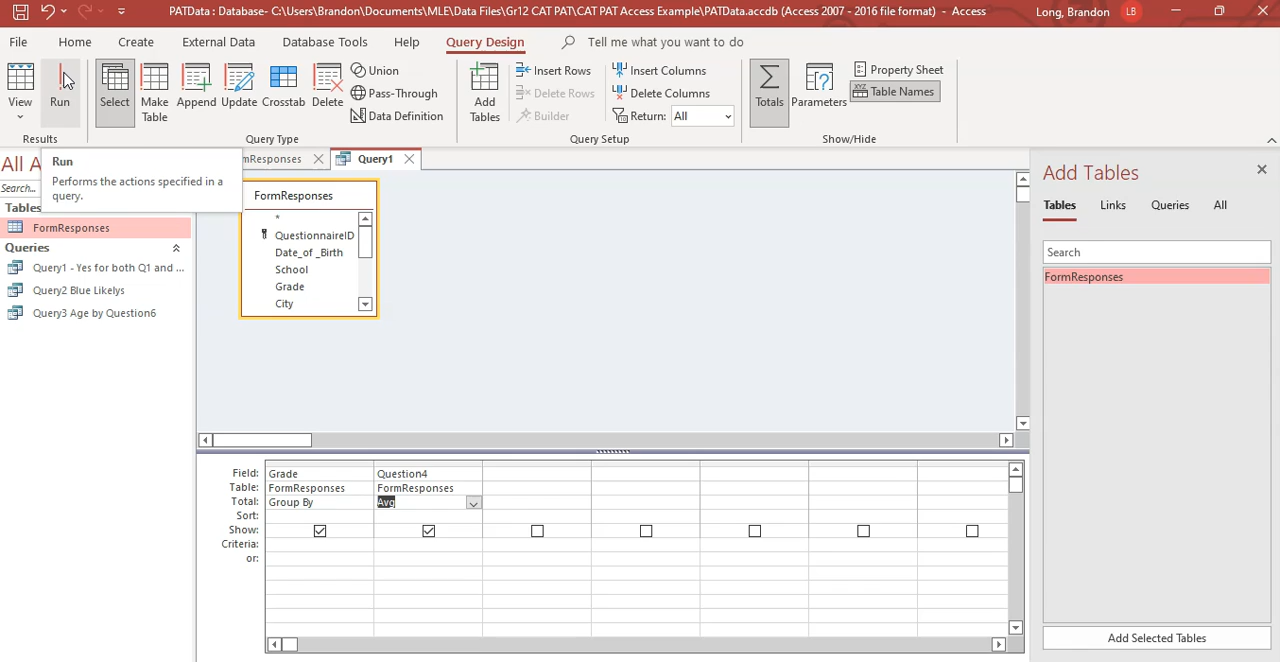 PATData : Database- C:\Users\Brandon\Documents\MLE\Data Files\Gr12 CAT PAT\CAT PAT Access Example\PATData.accdb (Access 2007 - 2016 file format) - Access
Long, Brandon LB
File Home Create External Data Database Tools Help Query Design Tell me what you want to do
View Run Select Make Table Append Update Crosstab Delete
Union
Pass-Through
Data Definition
Add Tables
Insert Rows
Delete Rows
Builder
Insert Columns
Delete Columns
Return: All
Totals Parameters
Property Sheet
XYZ Table Names
Results Query Type Query Setup Show/Hide
Run
Performs the actions specified in a
query.
All A
Search...
Tables
FormResponses
Queries
Query1 - Yes for both Q1 and ...
Query2 Blue Likelys
Query3 Age by Question6
mResponses Query1
FormResponses
*
QuestionnaireID
Date_of _Birth
School
Grade
City
Field: Grade Question4
Table: FormResponses FormResponses
Total: Group By Avg
Sort:
Show:
Criteria:
or:
Add Tables
Tables Links Queries All
Search
FormResponses
Add Selected Tables